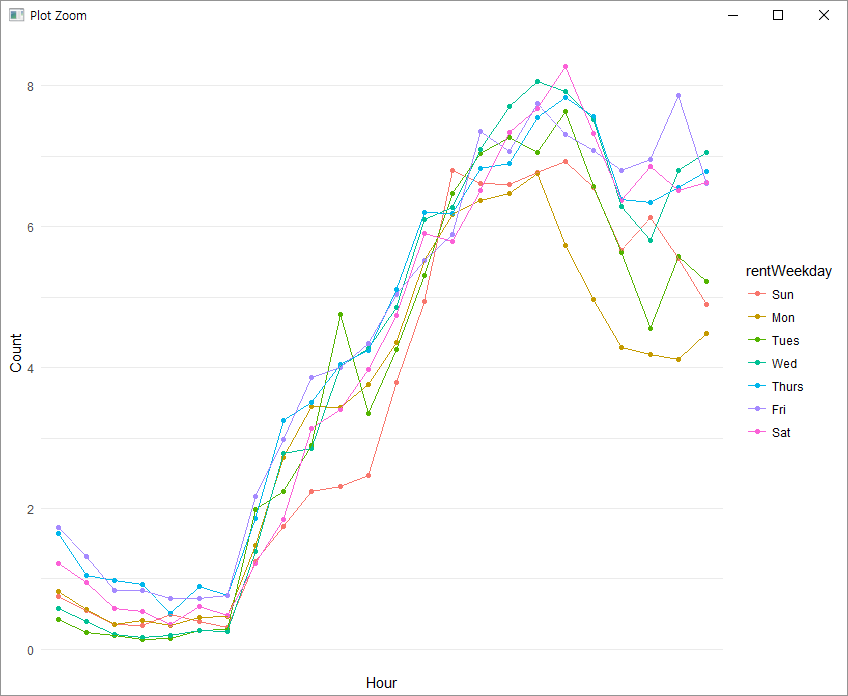 Plot Zoom
8
6
4
2
0
Count
Hour
rentWeekday
Sun
Mon
Tues
Wed
Thurs
Fri
Sat